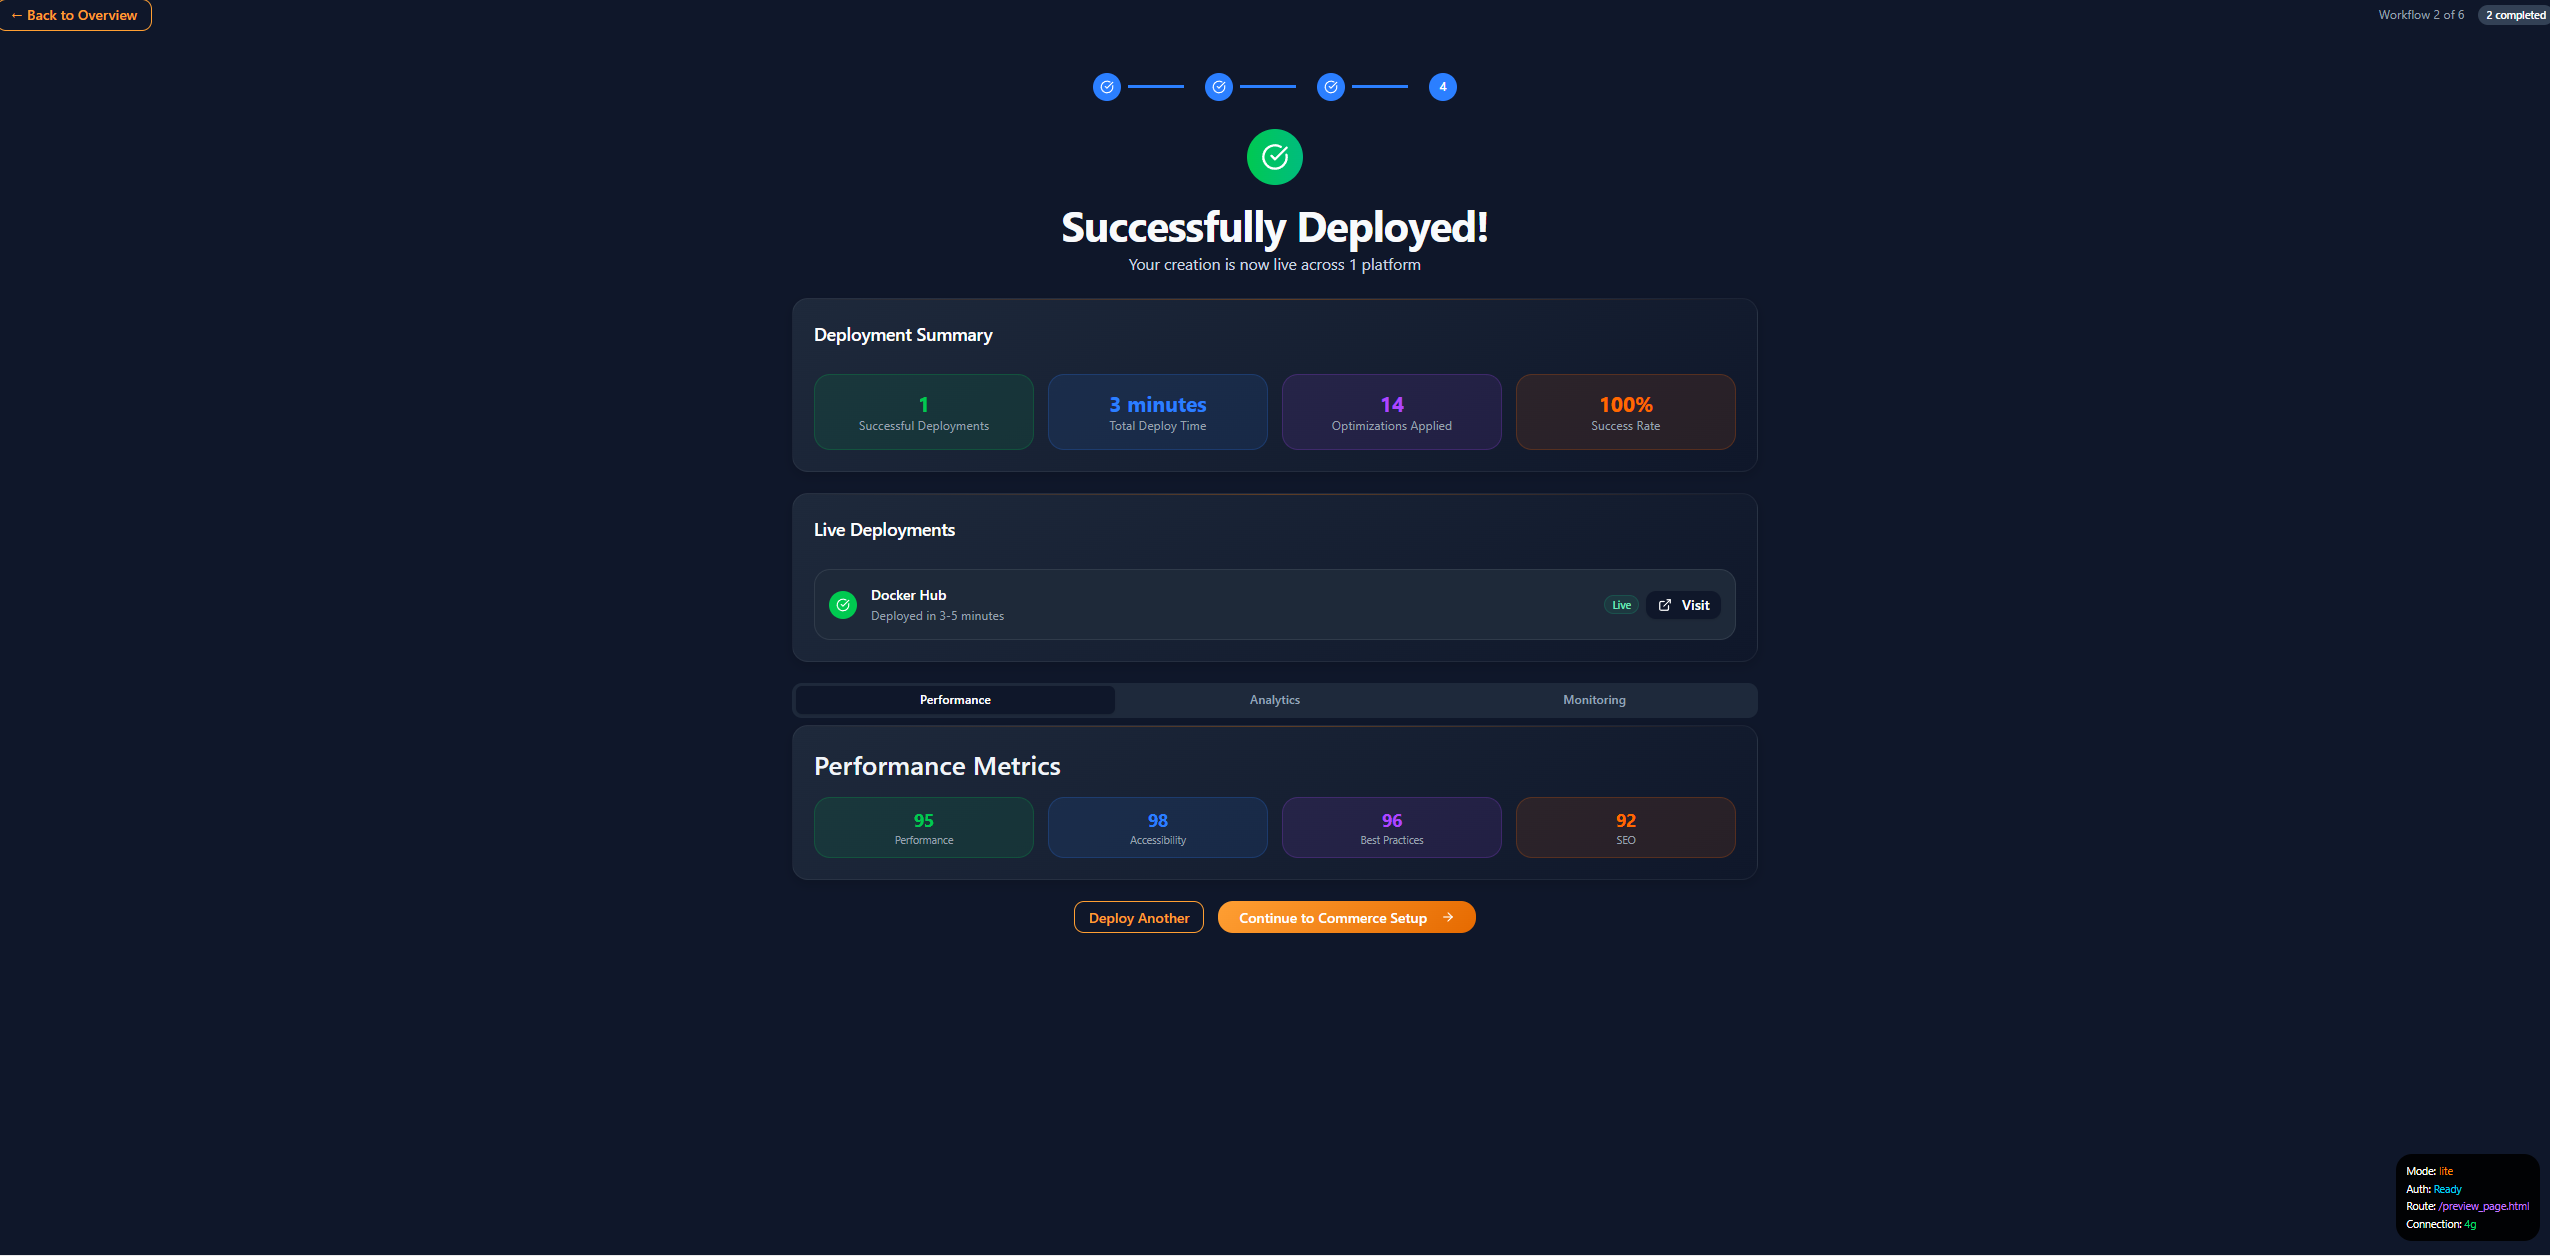 ← Back to Overview
Workflow 2 of 6
2 completed
4
Successfully Deployed!
Your creation is now live across 1 platform
Deployment Summary
1
Successful Deployments
3 minutes
Total Deploy Time
14
Optimizations Applied
100%
Success Rate
Live Deployments
Docker Hub
Deployed in 3-5 minutes
Live
Visit
Performance
Analytics
Monitoring
Performance Metrics
95
Performance
98
Accessibility
96
Best Practices
92
SEO
Deploy Another
Continue to Commerce Setup →
Mode: lite
Auth: Ready
Route: /preview_page.html
Connection: 4g